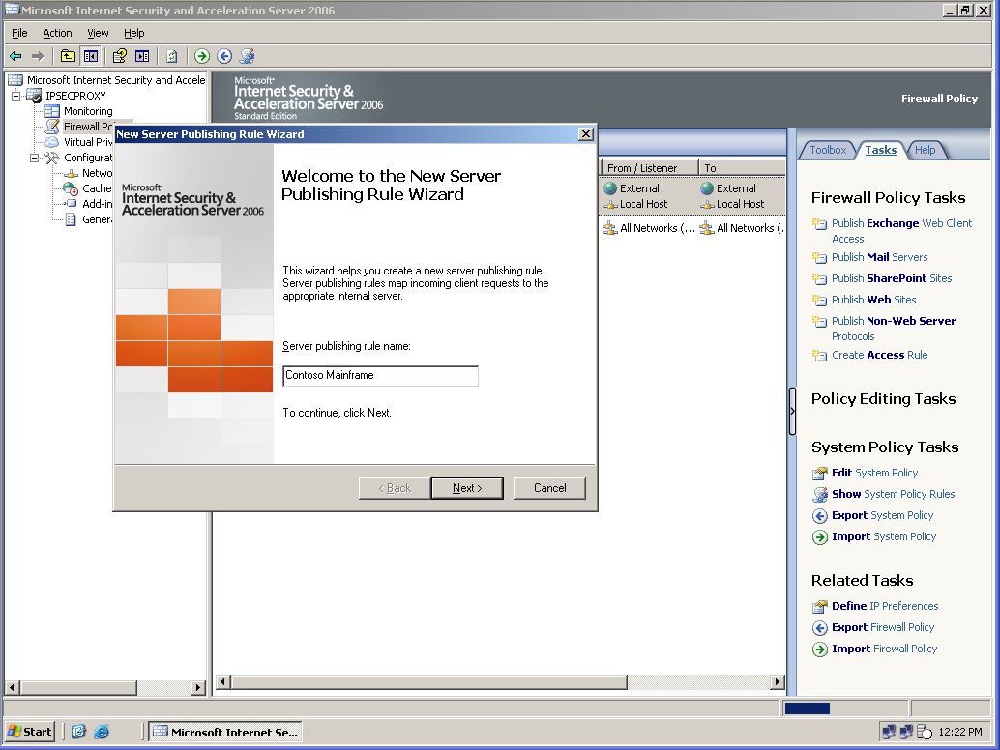 Microsoft Internet Security and Acceleration Server 2006
File Action View Help
Microsoft Internet Security and Accele
IPSECPROXY
Monitoring
Firewall Po
Virtual Priv
Configurat
Netwo
Cache
Add-in
Gener
Microsoft
Internet Security &
Acceleration Server 2006
Standard Edition
Firewall Policy
New Server Publishing Rule Wizard
Microsoft
Internet Security &
Acceleration Server 2006
Welcome to the New Server
Publishing Rule Wizard
This wizard helps you create a new server publishing rule.
Server publishing rules map incoming client requests to the
appropriate internal server.
Server publishing rule name:
Contoso Mainframe
To continue, click Next.
< Back Next > Cancel
From / Listener To
External External
Local Host Local Host
All Networks (... All Networks (.
Toolbox Tasks Help
Firewall Policy Tasks
Publish Exchange Web Client
Access
Publish Mail Servers
Publish SharePoint Sites
Publish Web Sites
Publish Non-Web Server
Protocols
Create Access Rule
Policy Editing Tasks
System Policy Tasks
Edit System Policy
Show System Policy Rules
Export System Policy
Import System Policy
Related Tasks
Define IP Preferences
Export Firewall Policy
Import Firewall Policy
Start Microsoft Internet Se... 12:22 PM